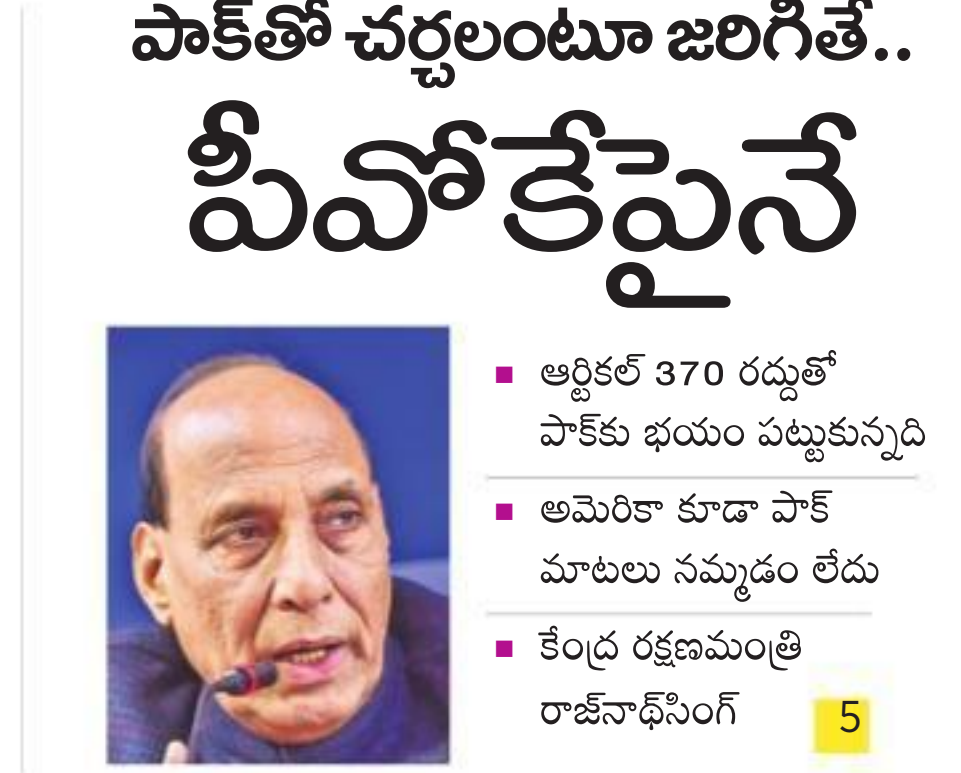 పాక్‌తో చర్చలంటూ జరిగితే..
పీవోకేపైనే
■ ఆర్టికల్ 370 రద్దుతో
పాక్‌కు భయం పట్టుకున్నది
■ అమెరికా కూడా పాక్
మాటలు నమ్మడం లేదు
■ కేంద్ర రక్షణమంత్రి
రాజ్‌నాథ్‌సింగ్
5